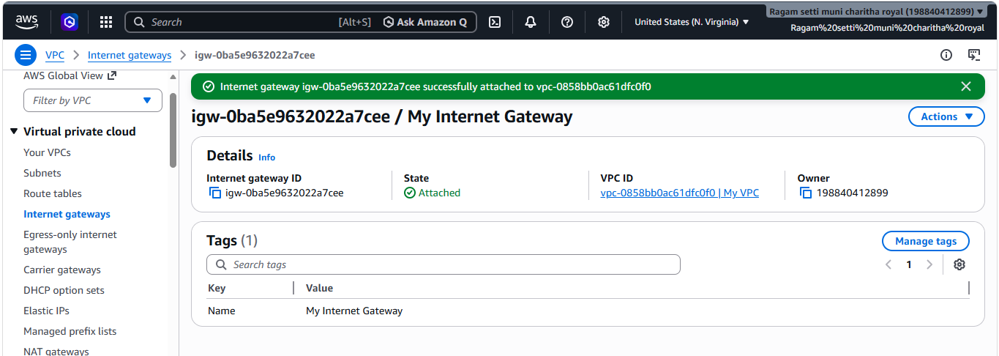 aws
Search [Alt+S] Ask Amazon Q
United States (N. Virginia)
Ragam setti muni charitha royal (198840412899)
Ragam%20setti%20muni%20charitha%20royal
VPC Internet gateways igw-0ba5e9632022a7cee
AWS Global View
Filter by VPC
Virtual private cloud
Your VPCs
Subnets
Route tables
Internet gateways
Egress-only internet
gateways
Carrier gateways
DHCP option sets
Elastic IPs
Managed prefix lists
NAT gateways
Internet gateway igw-0ba5e9632022a7cee successfully attached to vpc-0858bb0ac61dfc0f0
igw-0ba5e9632022a7cee / My Internet Gateway
Actions
Details Info
Internet gateway ID
igw-0ba5e9632022a7cee
State
Attached
VPC ID
vpc-0858bb0ac61dfc0f0 | My VPC
Owner
198840412899
Tags (1)
Manage tags
Search tags
1
Key Value
Name My Internet Gateway